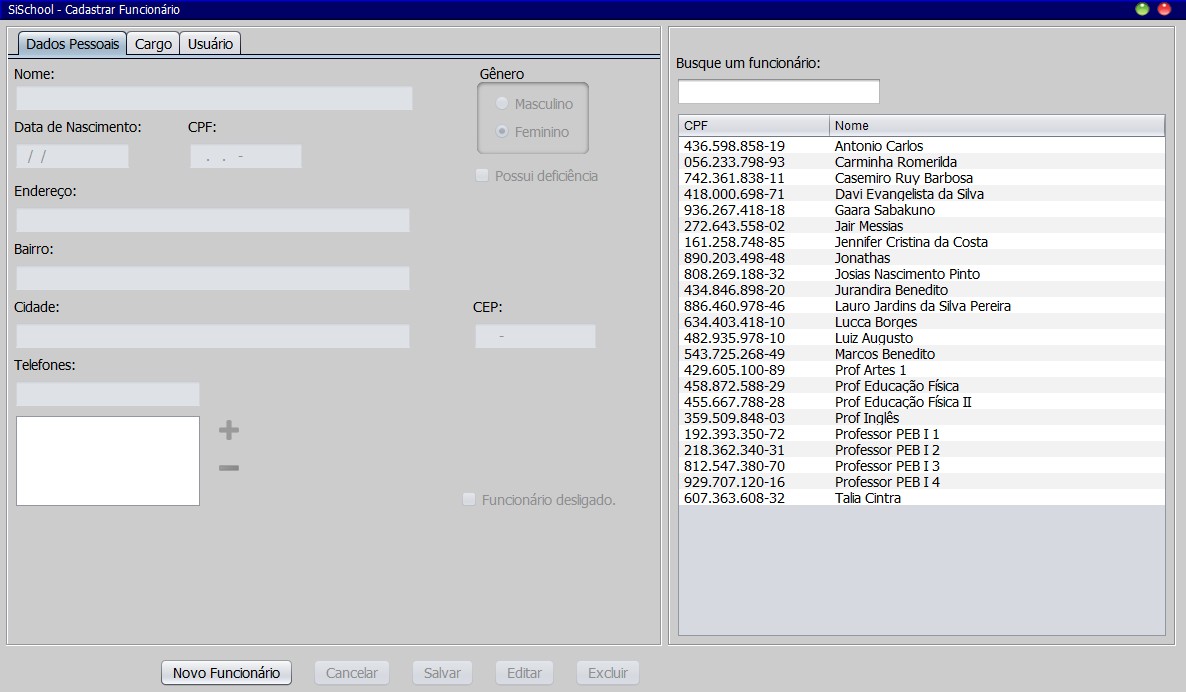 SiSchool - Cadastrar Funcionário
Dados Pessoais Cargo Usuário
Nome:
Gênero
Masculino
Feminino
Data de Nascimento: CPF:
/ / . . -
Possui deficiência
Endereço:
Bairro:
Cidade:
CEP:
-
Telefones:
Funcionário desligado.
Busque um funcionário:
CPF Nome
436.598.858-19 Antonio Carlos
056.233.798-93 Carminha Romerilda
742.361.838-11 Casemiro Ruy Barbosa
418.000.698-71 Davi Evangelista da Silva
936.267.418-18 Gaara Sabakuno
272.643.558-02 Jair Messias
161.258.748-85 Jennifer Cristina da Costa
890.203.498-48 Jonathas
808.269.188-32 Josias Nascimento Pinto
434.846.898-20 Jurandira Benedito
886.460.978-46 Lauro Jardins da Silva Pereira
634.403.418-10 Lucca Borges
482.935.978-10 Luiz Augusto
543.725.268-49 Marcos Benedito
429.605.100-89 Prof Artes 1
458.872.588-29 Prof Educação Física
455.667.788-28 Prof Educação Física II
359.509.848-03 Prof Inglês
192.393.350-72 Professor PEB I 1
218.362.340-31 Professor PEB I 2
812.547.380-70 Professor PEB I 3
929.707.120-16 Professor PEB I 4
607.363.608-32 Talia Cintra
Novo Funcionário Cancelar Salvar Editar Excluir